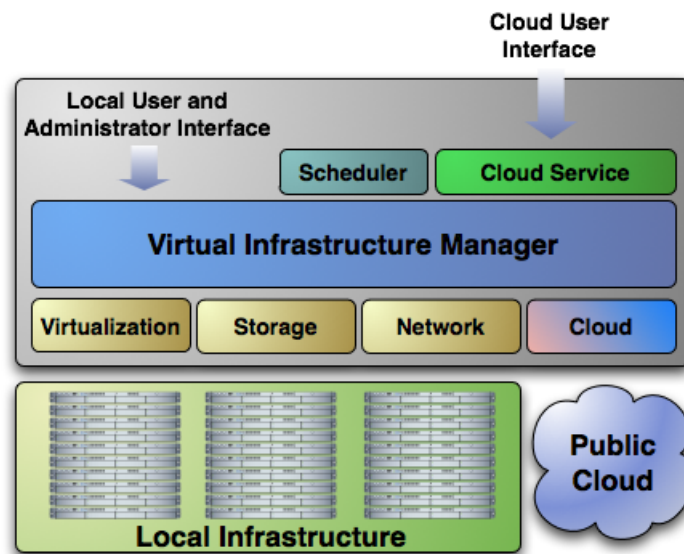 Cloud User
Interface
Local User and
Administrator Interface
Scheduler
Cloud Service
Virtual Infrastructure Manager
Virtualization
Storage
Network
Cloud
Public
Cloud
Local Infrastructure